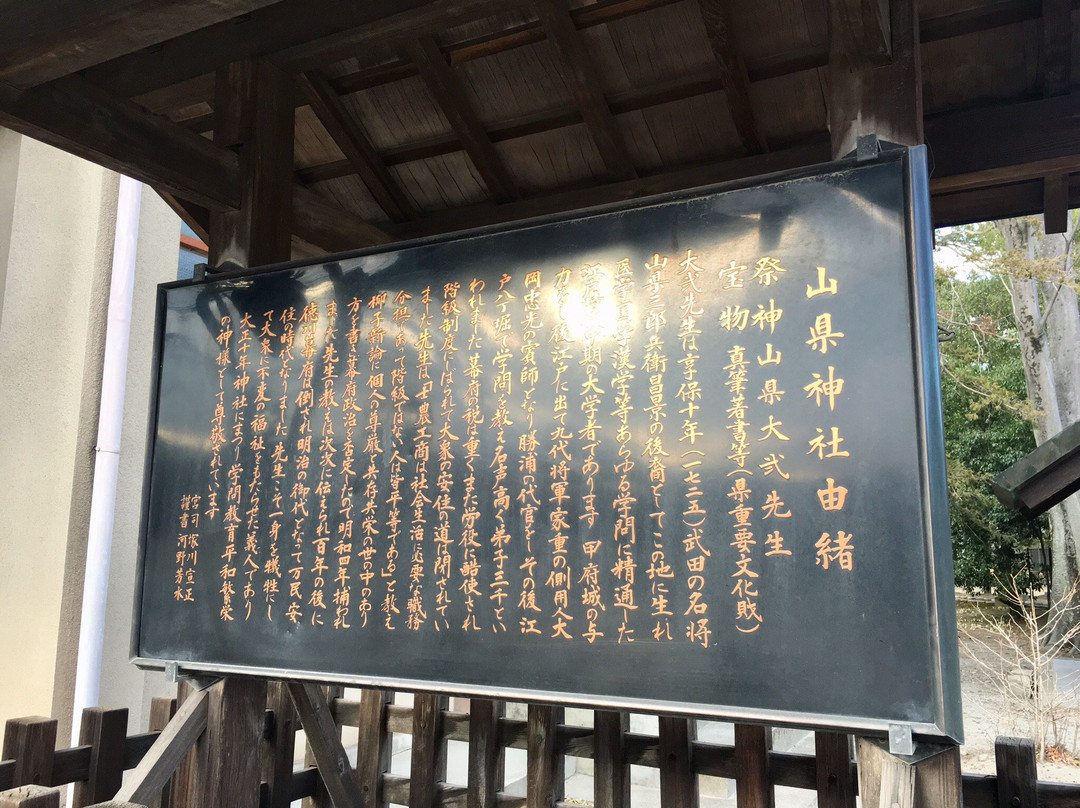 山県神社由緒
祭神山県大弐先生
宝物 真筆著書等(県重要文化財)
大弐先生は享保十年(一七二五)武田の名将
山県三郎兵衛昌景の後裔としてこの地に生れ
医学国学漢学等あらゆる学問に精通した
期の大学者であります 甲府城の与
力 後江戸に出て九代将軍家重の側用人大
岡忠光の賓師となり勝浦の代官としその後江
戸八丁堀で学問を教え名声高く弟子三千とい
われました幕府の税は重くまた労役に酷使され
階級制度にしばられて大衆の安住の道は閉されてい
ました先生は「士農工商は社会生活に必要な職務
分担であって階級ではない人は皆平等である」と教え
柳子新論に個人の尊厳と共存共栄の世の中のあり
方を書き幕府政治を否定したので明和四年捕われ
ました先生の教えは次次に伝えられ百年の後に
徳川幕府は倒され明治の御代となって万民安
住の時代となりました先生こそ一身を犠牲にし
て大衆に不変の福祉をもたらせた義人であり
大正十年神社にまつり学問教育平和繁栄
の神様として尊敬されています
宮司 塚川宣正
謹書 河野芳水